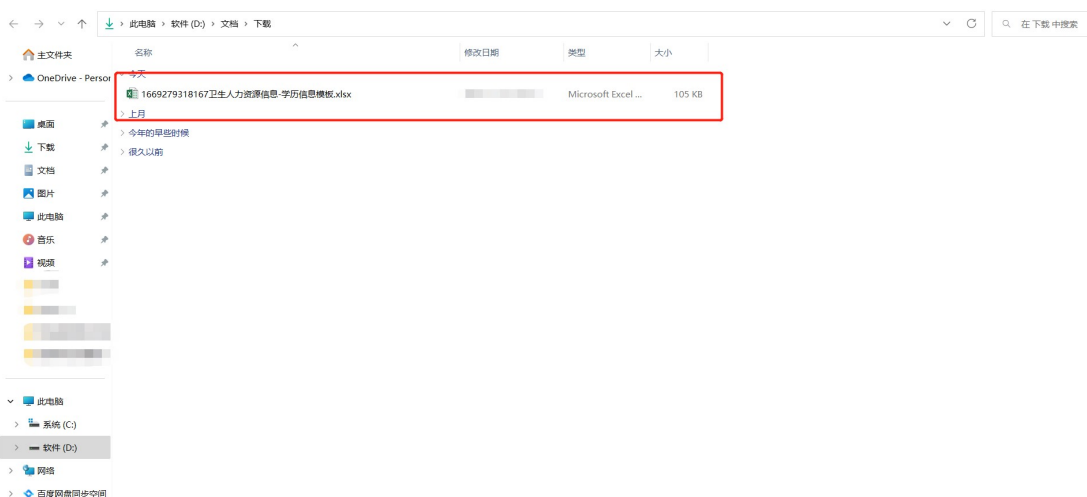 此电脑 › 软件 (D:) › 文档 › 下载
在 下载 中搜索
主文件夹
OneDrive - Persor
桌面
下载
文档
图片
此电脑
音乐
视频
此电脑
系统 (C:)
软件 (D:)
网络
百度网盘同步空间
名称 修改日期 类型 大小
今天
1669279318167卫生人力资源信息-学历信息模板.xlsx Microsoft Excel ... 105 KB
上月
今年的早些时候
很久以前